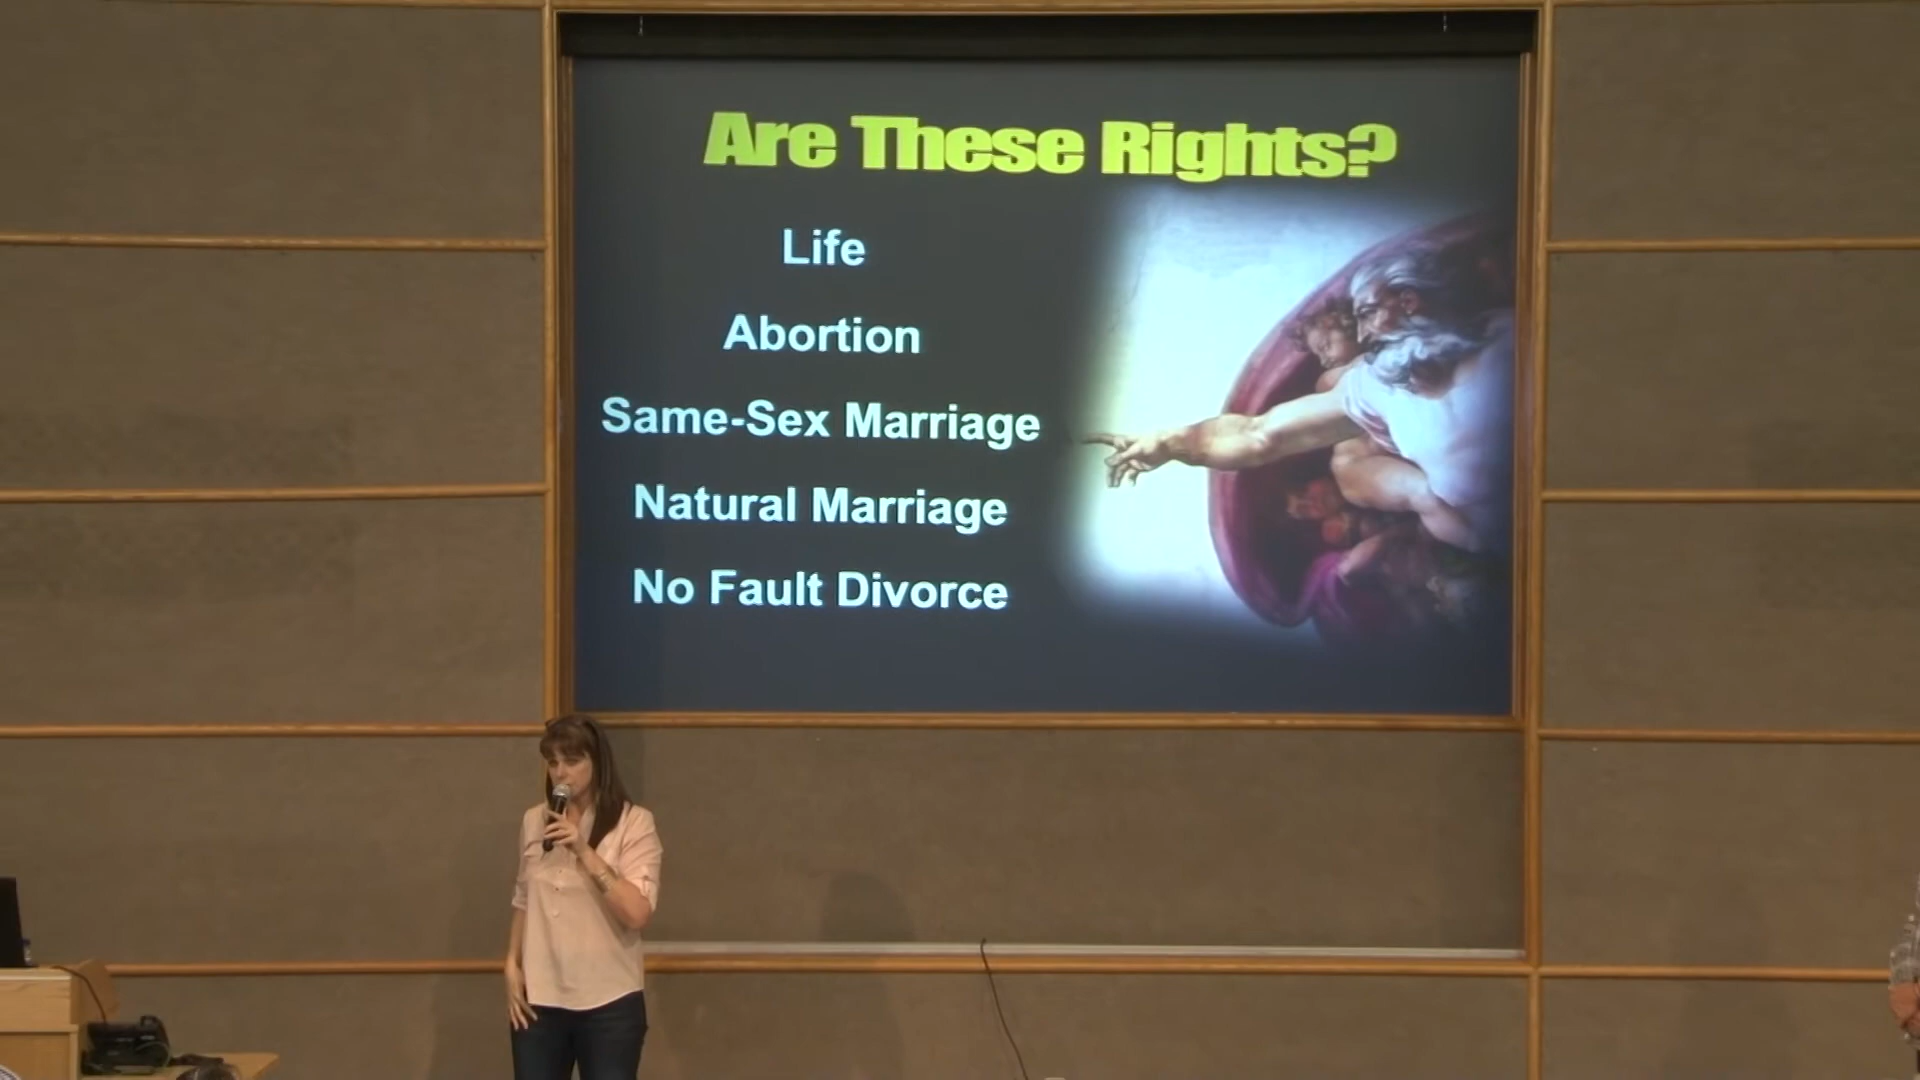 Are These Rights?
Life
Abortion
Same-Sex Marriage
Natural Marriage
No Fault Divorce